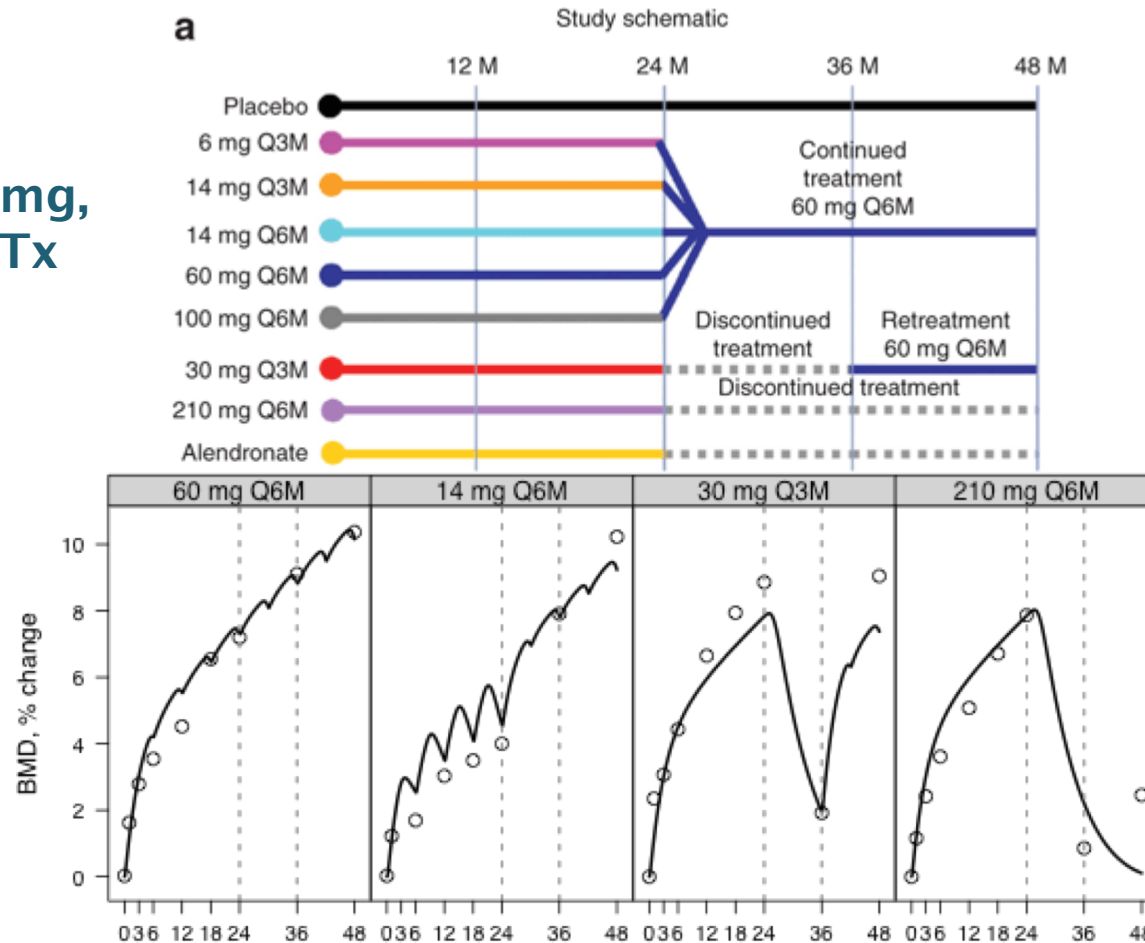 a
Study schematic
12 M 24 M 36 M 48 M
mg,
Tx
Placebo
6 mg Q3M
14 mg Q3M
14 mg Q6M
60 mg Q6M
100 mg Q6M
30 mg Q3M
210 mg Q6M
Alendronate
Continued
treatment
60 mg Q6M
Discontinued
treatment
Retreatment
60 mg Q6M
Discontinued treatment
60 mg Q6M 14 mg Q6M 30 mg Q3M 210 mg Q6M
BMD, % change
10
8
6
4
2
0
0 3 6 12 18 24 36 48 0 3 6 12 18 24 36 48 0 3 6 12 18 24 36 48 0 3 6 12 18 24 36